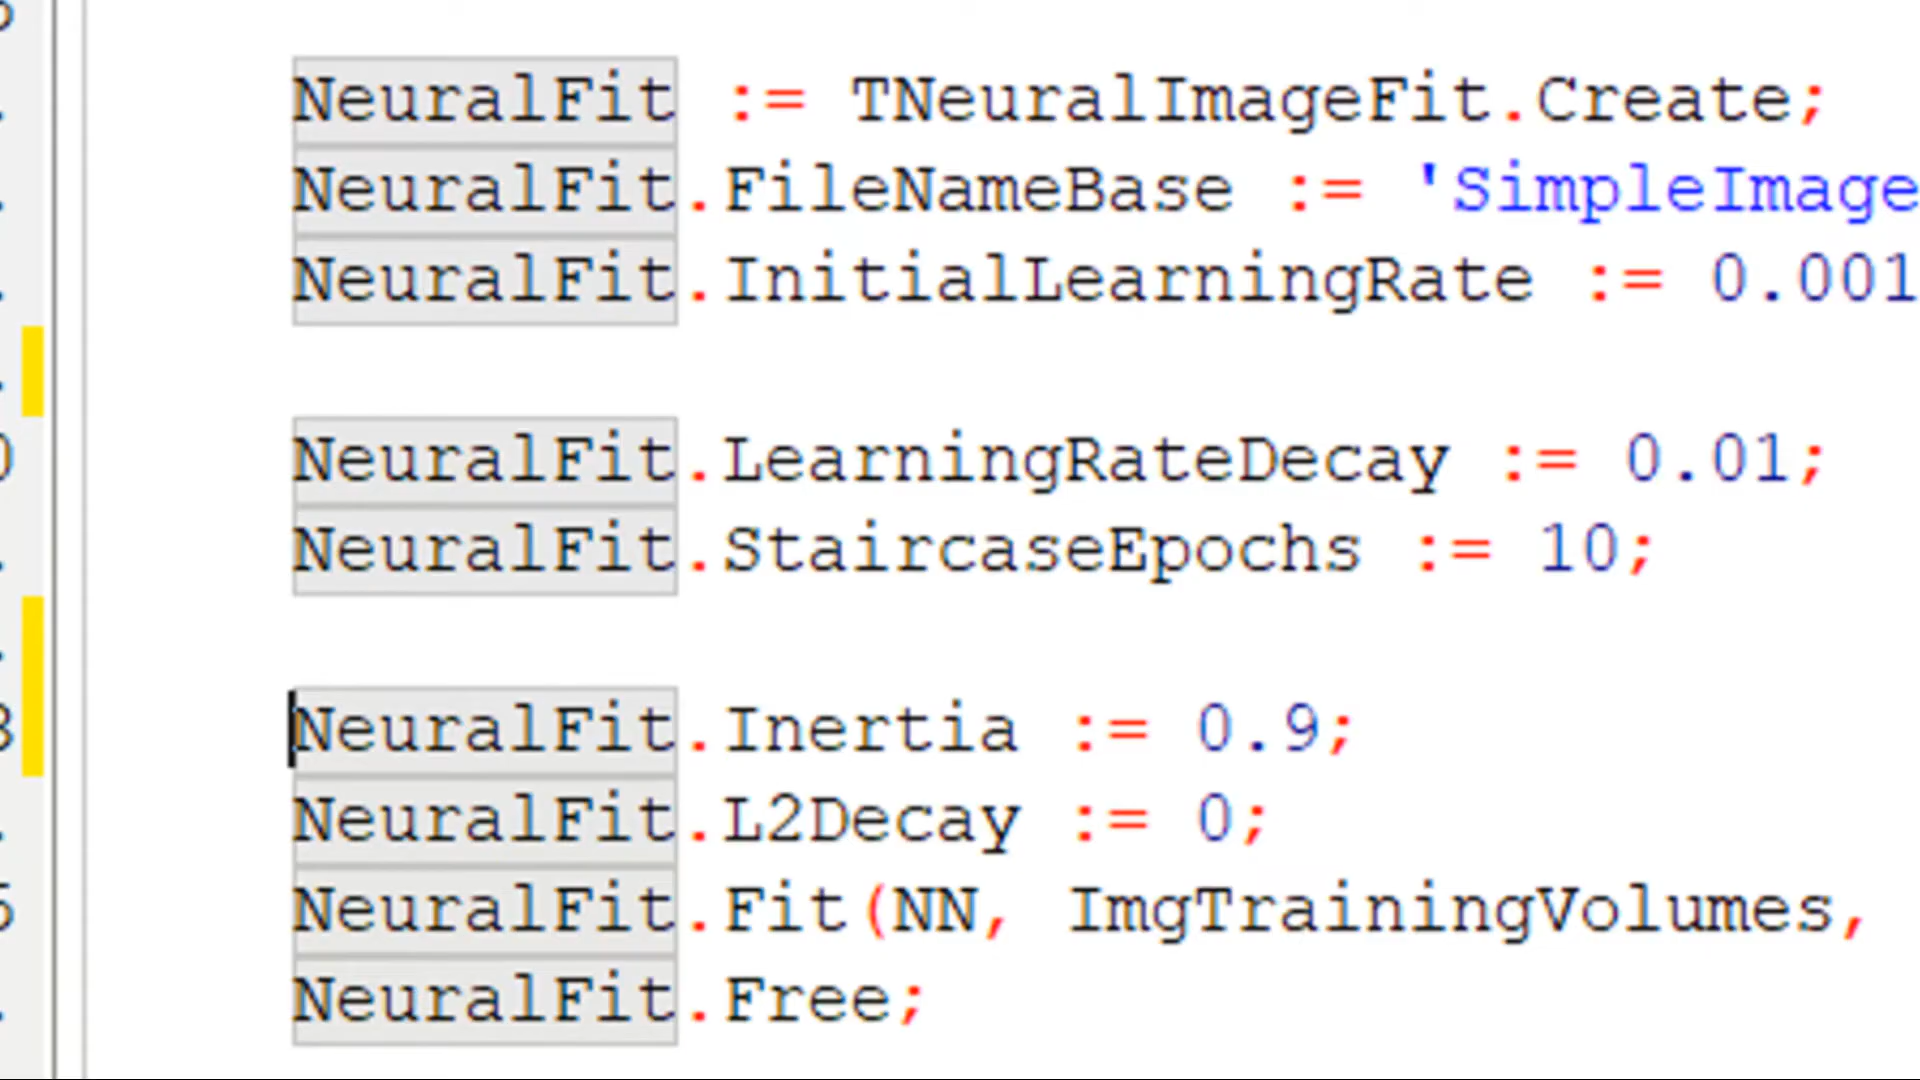 NeuralFit := TNeuralImageFit.Create;
NeuralFit.FileNameBase := 'SimpleImage
NeuralFit.InitialLearningRate := 0.001
0
NeuralFit.LearningRateDecay := 0.01;
NeuralFit.StaircaseEpochs := 10;
NeuralFit.Inertia := 0.9;
NeuralFit.L2Decay := 0;
NeuralFit.Fit(NN, ImgTrainingVolumes,
NeuralFit.Free;